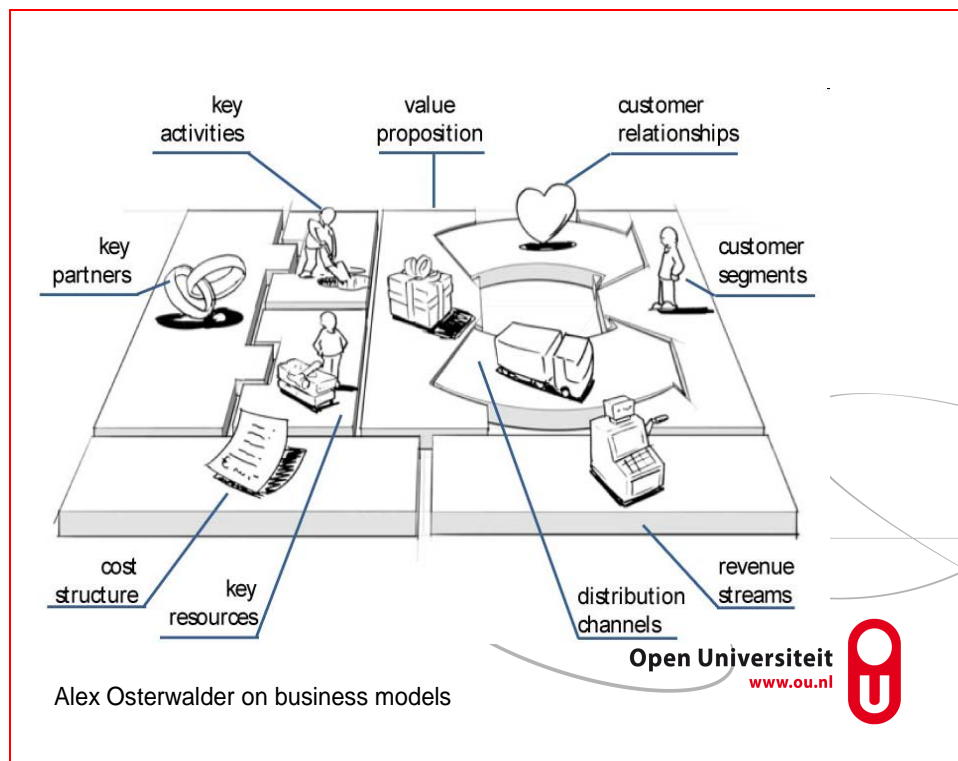 key
activities
value
proposition
customer
relationships
key
partners
customer
segments
cost
structure
key
resources
distribution
channels
revenue
streams
Open Universiteit
www.ou.nl
U
Alex Osterwalder on business models